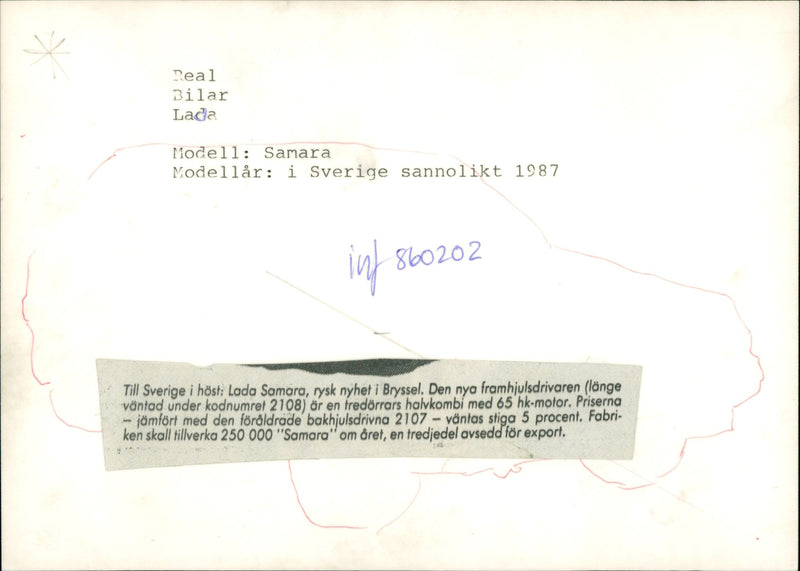 Real
Bilar
Lada
Modell: Samara
Modellår: i Sverige sannolikt 1987
inf 860202
Till Sverige i höst: Lada Samara, rysk nyhet i Bryssel. Den nya framhjulsdrivaren (länge
väntad under kodnumret 2108) är en tredörrars halvkombi med 65 hk-motor. Priserna
– jämfört med den föråldrade bakhjulsdrivna 2107 – väntas stiga 5 procent. Fabri-
ken skall tillverka 250 000 "Samara" om året, en tredjedel avsedd för export.